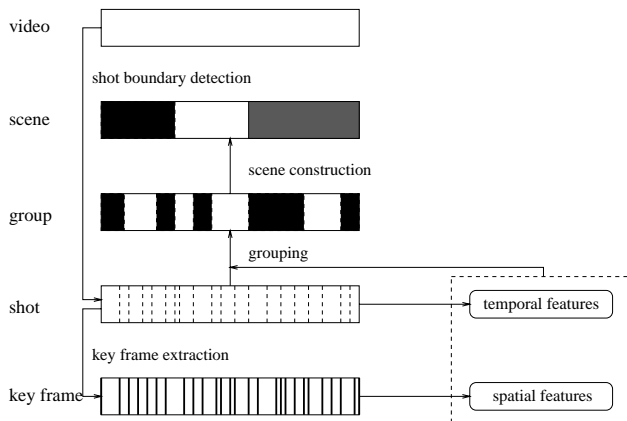 video
shot boundary detection
scene
scene construction
group
grouping
shot
temporal features
key frame extraction
key frame
spatial features